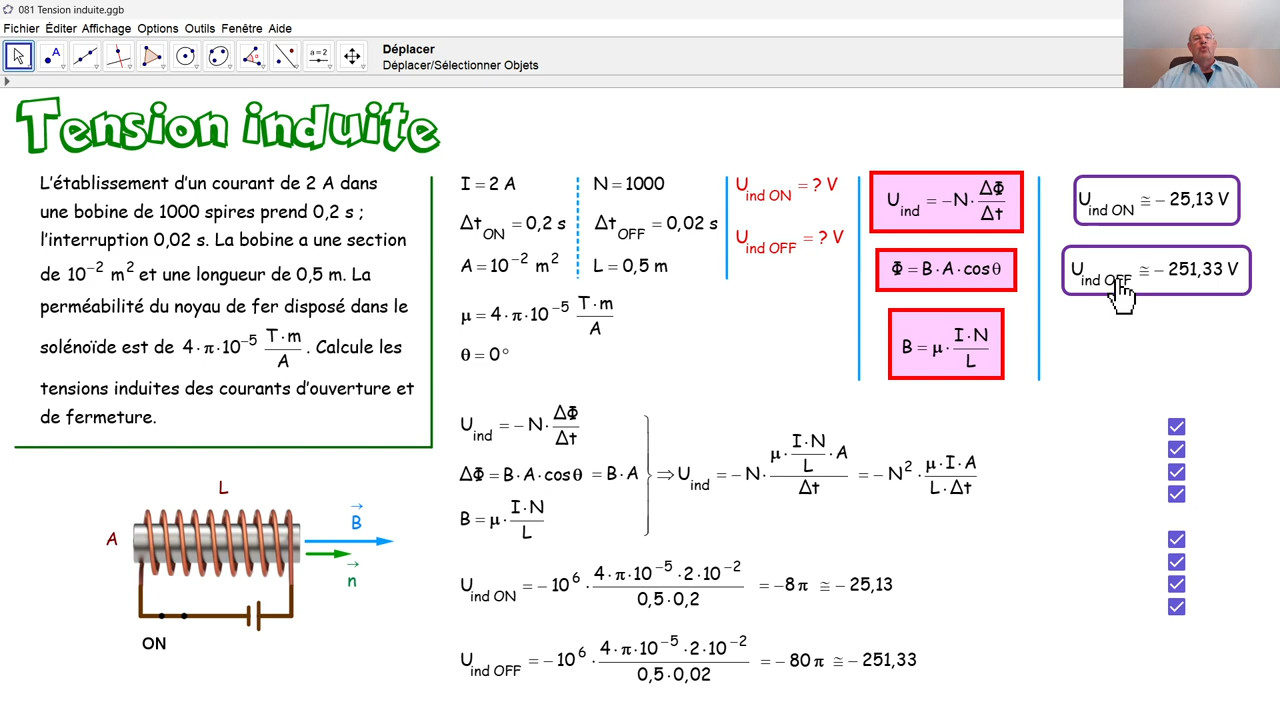 081 Tension induite.ggb
Fichier Éditer Affichage Options Outils Fenêtre Aide
A
a=2
Déplacer
Déplacer/Sélectionner Objets
Tension induite
L'établissement d'un courant de 2 A dans
une bobine de 1000 spires prend 0,2 s ;
l'interruption 0,02 s. La bobine a une section
de 10⁻² m² et une longueur de 0,5 m. La
perméabilité du noyau de fer disposé dans le
solénoïde est de 4·π·10⁻⁵ T·m/A . Calcule les
tensions induites des courants d'ouverture et
de fermeture.
I = 2 A
N = 1000
Δt_ON = 0,2 s
Δt_OFF = 0,02 s
A = 10⁻² m²
L = 0,5 m
μ = 4·π·10⁻⁵ T·m/A
θ = 0°
U_ind ON = ? V
U_ind OFF = ? V
U_ind = −N· ΔΦ/Δt
Φ = B·A·cosθ
B = μ· I·N/L
U_ind ON ≅ − 25,13 V
U_ind OFF ≅ − 251,33 V
U_ind = − N· ΔΦ/Δt
ΔΦ = B·A·cosθ = B·A
B = μ· I·N/L
⇒ U_ind = − N· (μ· I·N/L ·A)/Δt = − N² · μ·I·A/L·Δt
U_ind ON = − 10⁶ · 4·π·10⁻⁵·2·10⁻²/0,5·0,2 = −8π ≅ − 25,13
U_ind OFF = − 10⁶ · 4·π·10⁻⁵·2·10⁻²/0,5·0,02 = − 80π ≅ − 251,33
L
A
B
n
ON